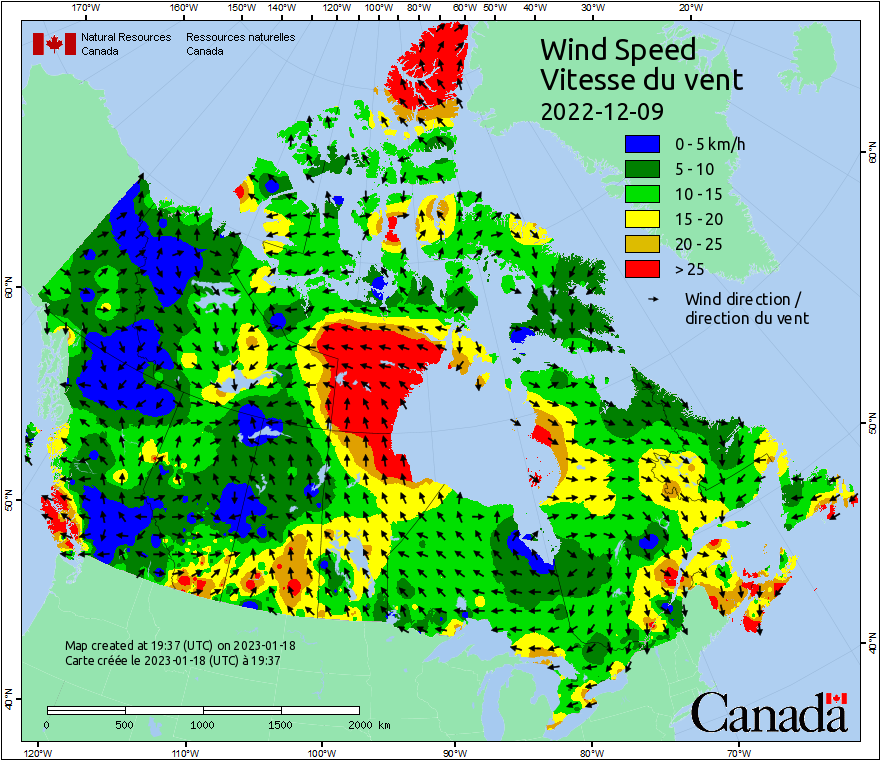 170°W 160°W 150°W 140°W 130°W 120°W 110°W 100°W 90°W 80°W 70°W 60°W 50°W 40°W 30°W 20°W
Natural Resources Canada
Ressources naturelles Canada
Wind Speed
Vitesse du vent
2022-12-09
0 - 5 km/h
5 - 10
10 - 15
15 - 20
20 - 25
> 25
Wind direction /
direction du vent
60°N
50°N
40°N
60°N
50°N
40°N
Map created at 19:37 (UTC) on 2023-01-18
Carte créée le 2023-01-18 (UTC) à 19:37
0 500 1000 1500 2000 km
Canada
120°W 110°W 100°W 90°W 80°W 70°W